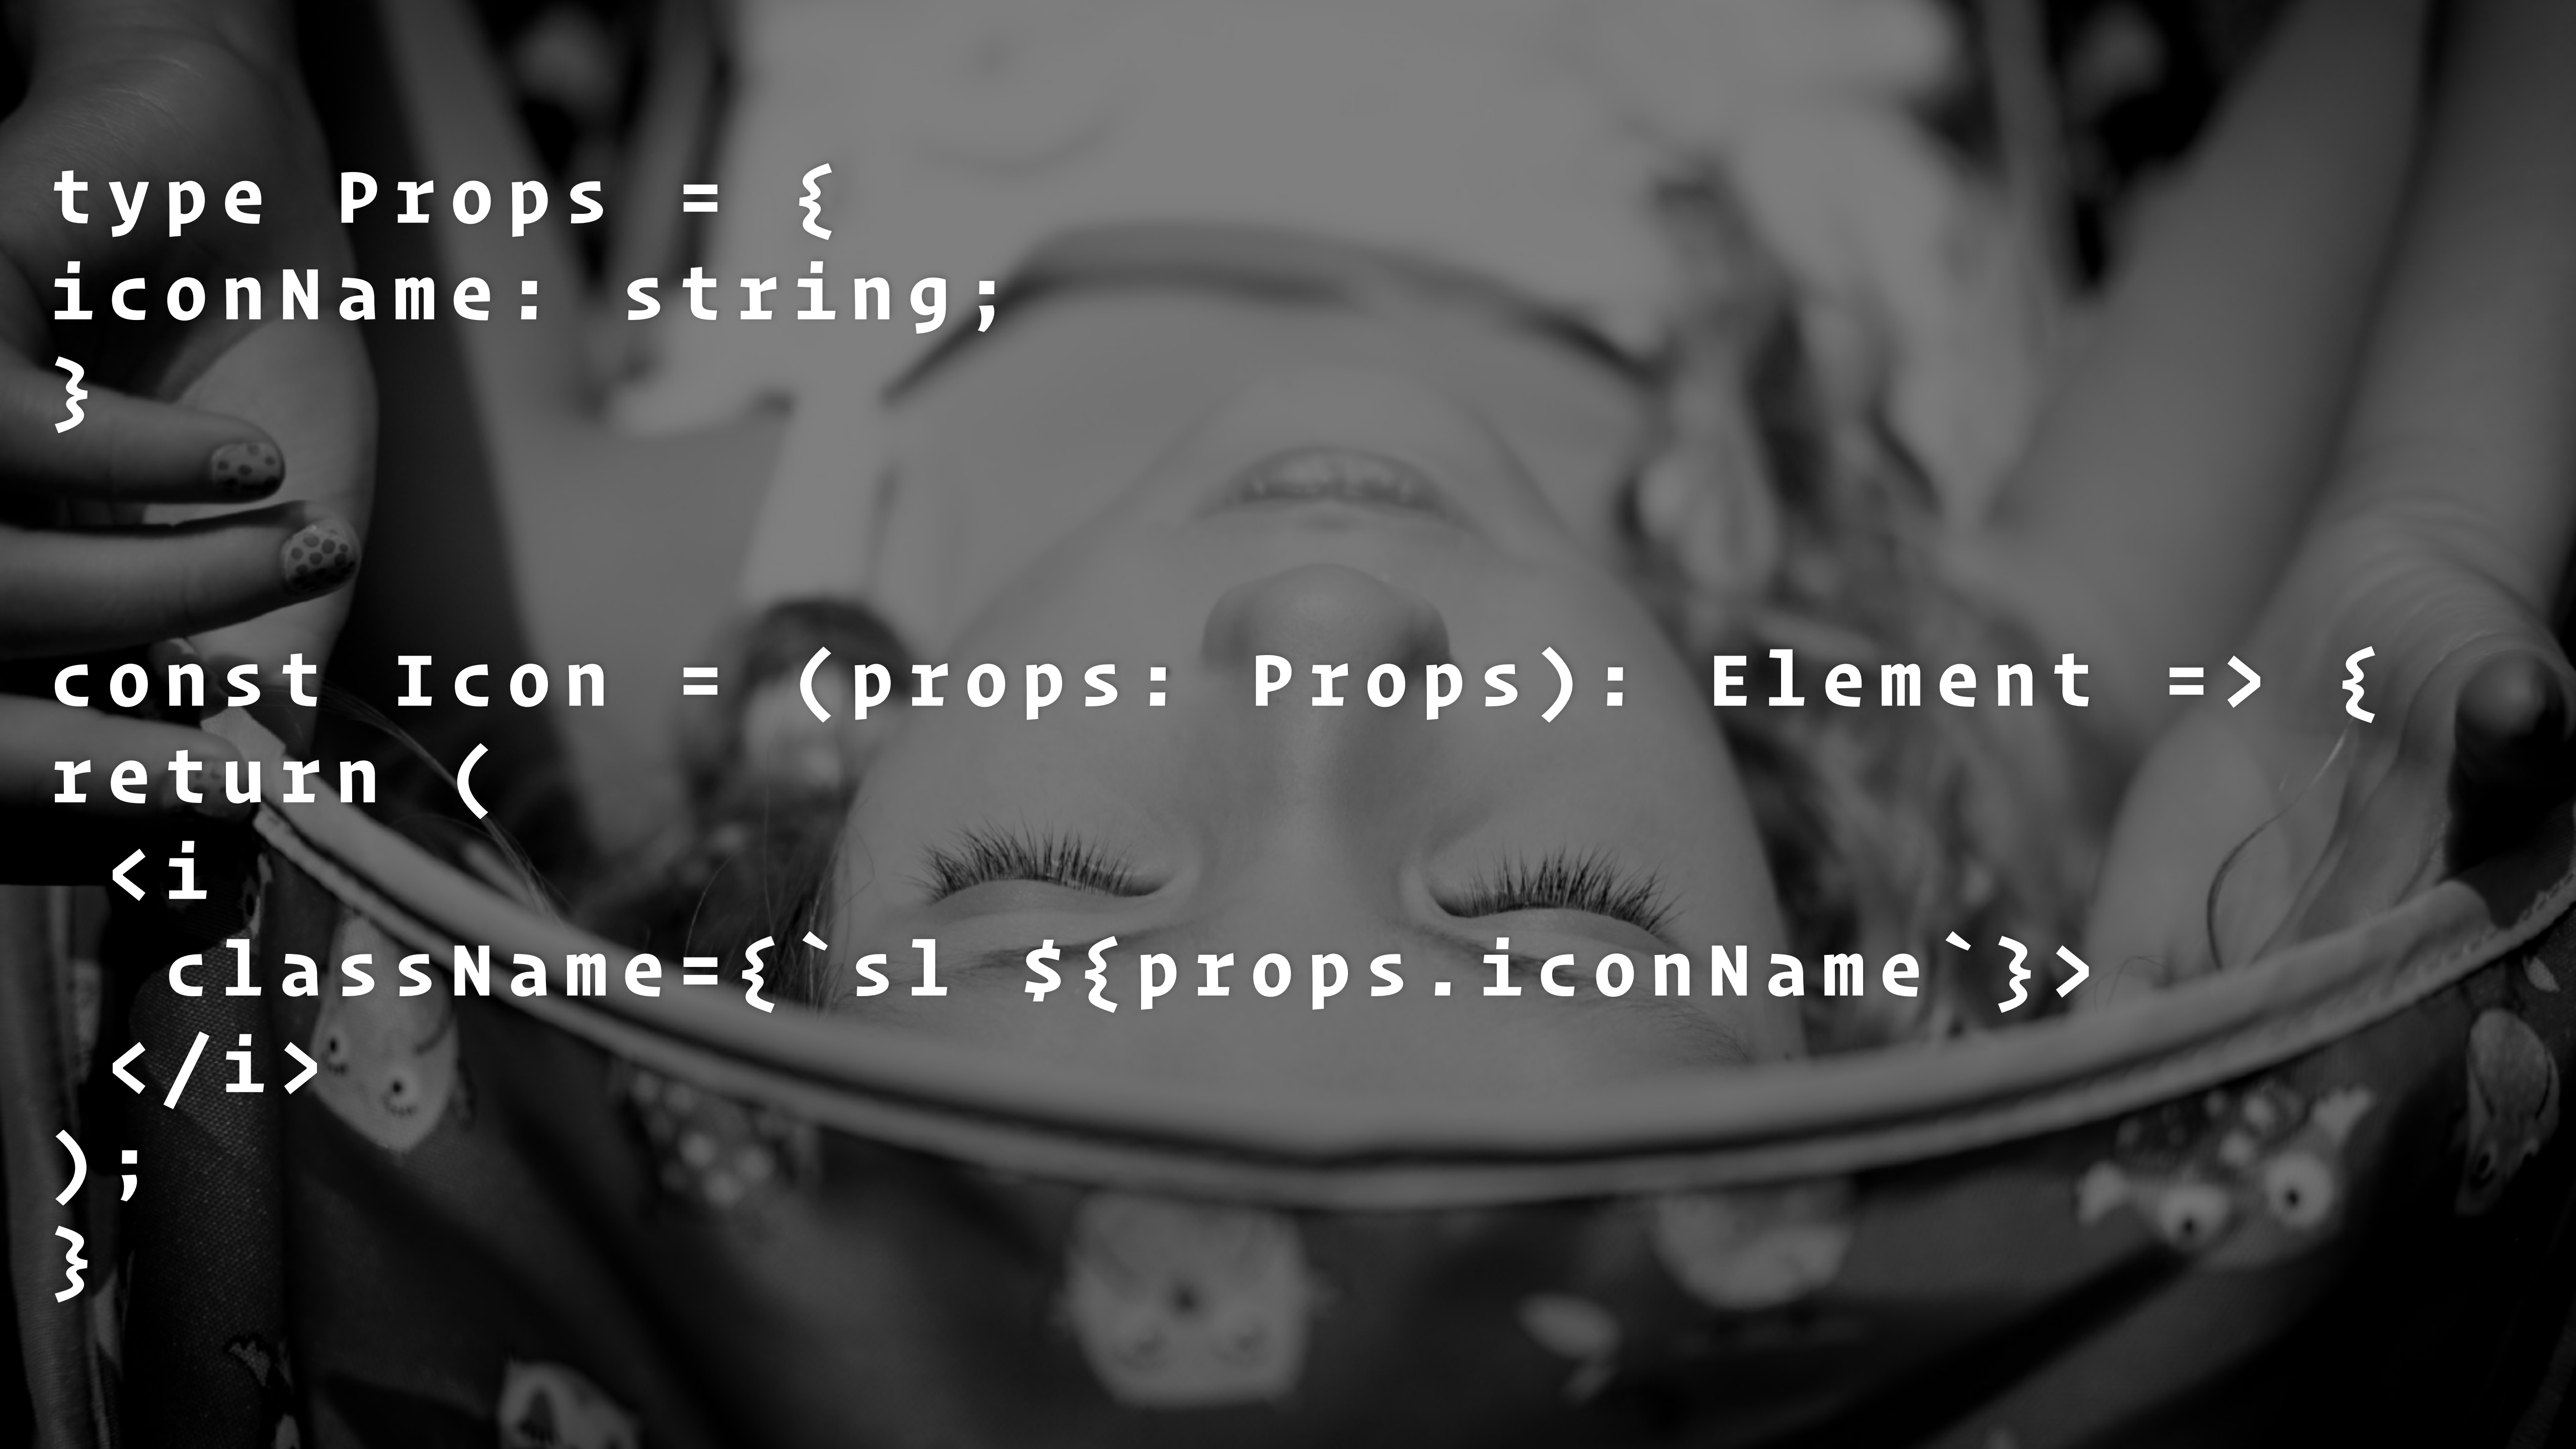 type Props = {
iconName: string;
}
const Icon = (props: Props): Element => {
return (
<i
className={`sl ${props.iconName`}>
</i>
);
}